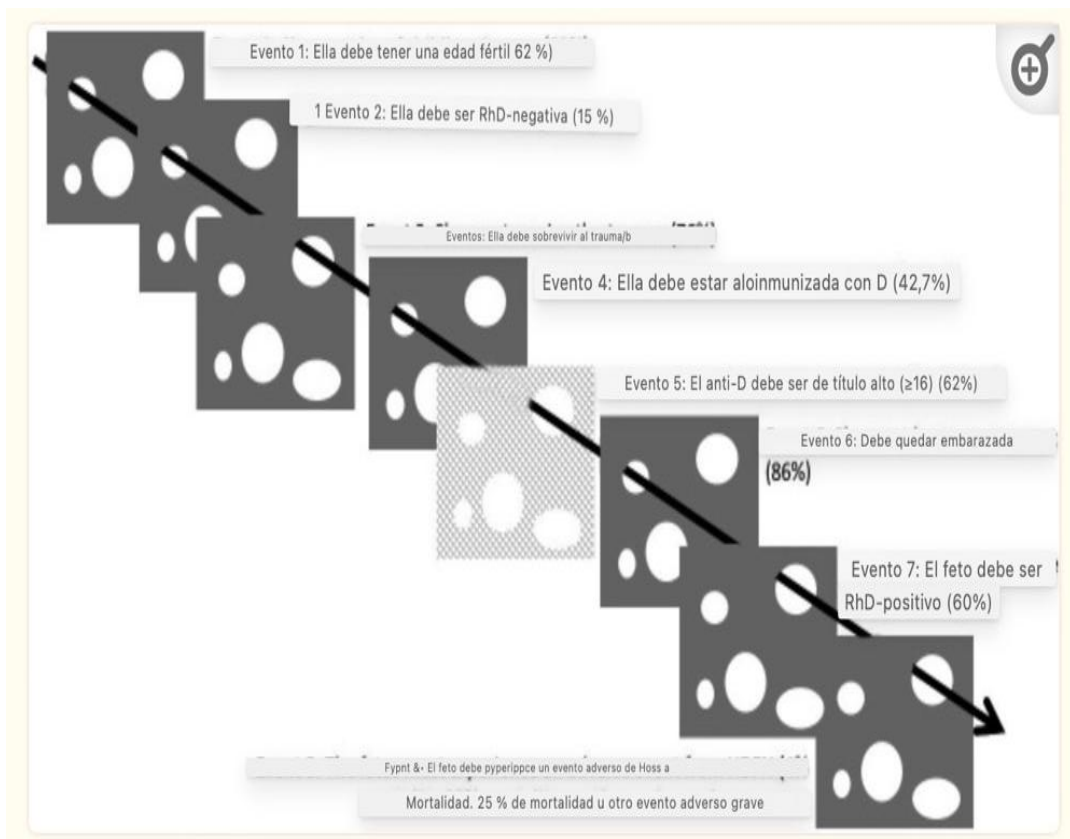 Evento 1: Ella debe tener una edad fértil 62 %)
1 Evento 2: Ella debe ser RhD-negativa (15 %)
Eventos: Ella debe sobrevivir al trauma/b
Evento 4: Ella debe estar aloinmunizada con D (42,7%)
Evento 5: El anti-D debe ser de título alto (≥16) (62%)
Evento 6: Debe quedar embarazada
(86%)
Evento 7: El feto debe ser
RhD-positivo (60%)
Fypnt &· El feto debe pyperippce un evento adverso de Hoss a
Mortalidad. 25 % de mortalidad u otro evento adverso grave